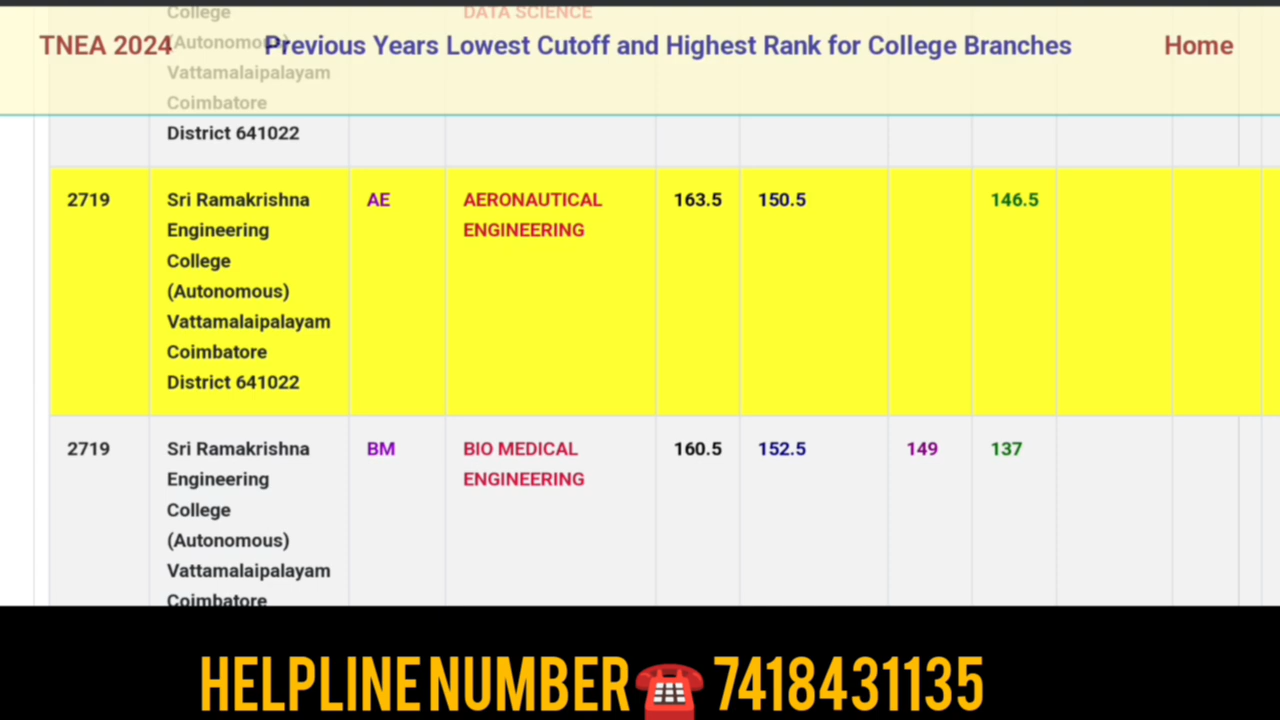 College
DATA SCIENCE
TNEA 2024
(Autonomous)
Previous Years Lowest Cutoff and Highest Rank for College Branches
Home
Vattamalaipalayam
Coimbatore
District 641022
2719
Sri Ramakrishna
Engineering
College
(Autonomous)
Vattamalaipalayam
Coimbatore
District 641022
AE
AERONAUTICAL
ENGINEERING
163.5
150.5
146.5
2719
Sri Ramakrishna
Engineering
College
(Autonomous)
Vattamalaipalayam
Coimbatore
BM
BIO MEDICAL
ENGINEERING
160.5
152.5
149
137
HELPLINE NUMBER ☎ 7418431135